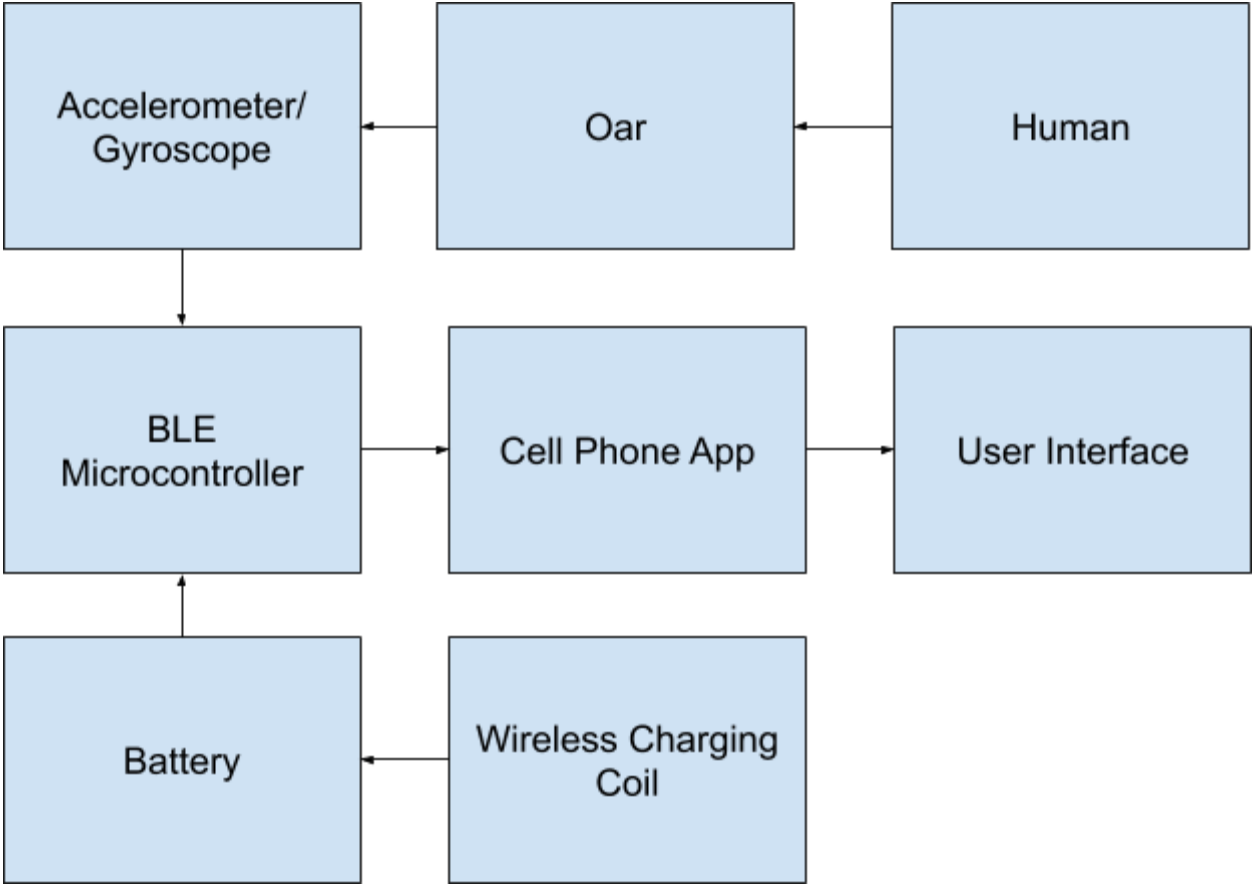 Accelerometer/
Gyroscope
Oar
Human
BLE
Microcontroller
Cell Phone App
User Interface
Battery
Wireless Charging
Coil